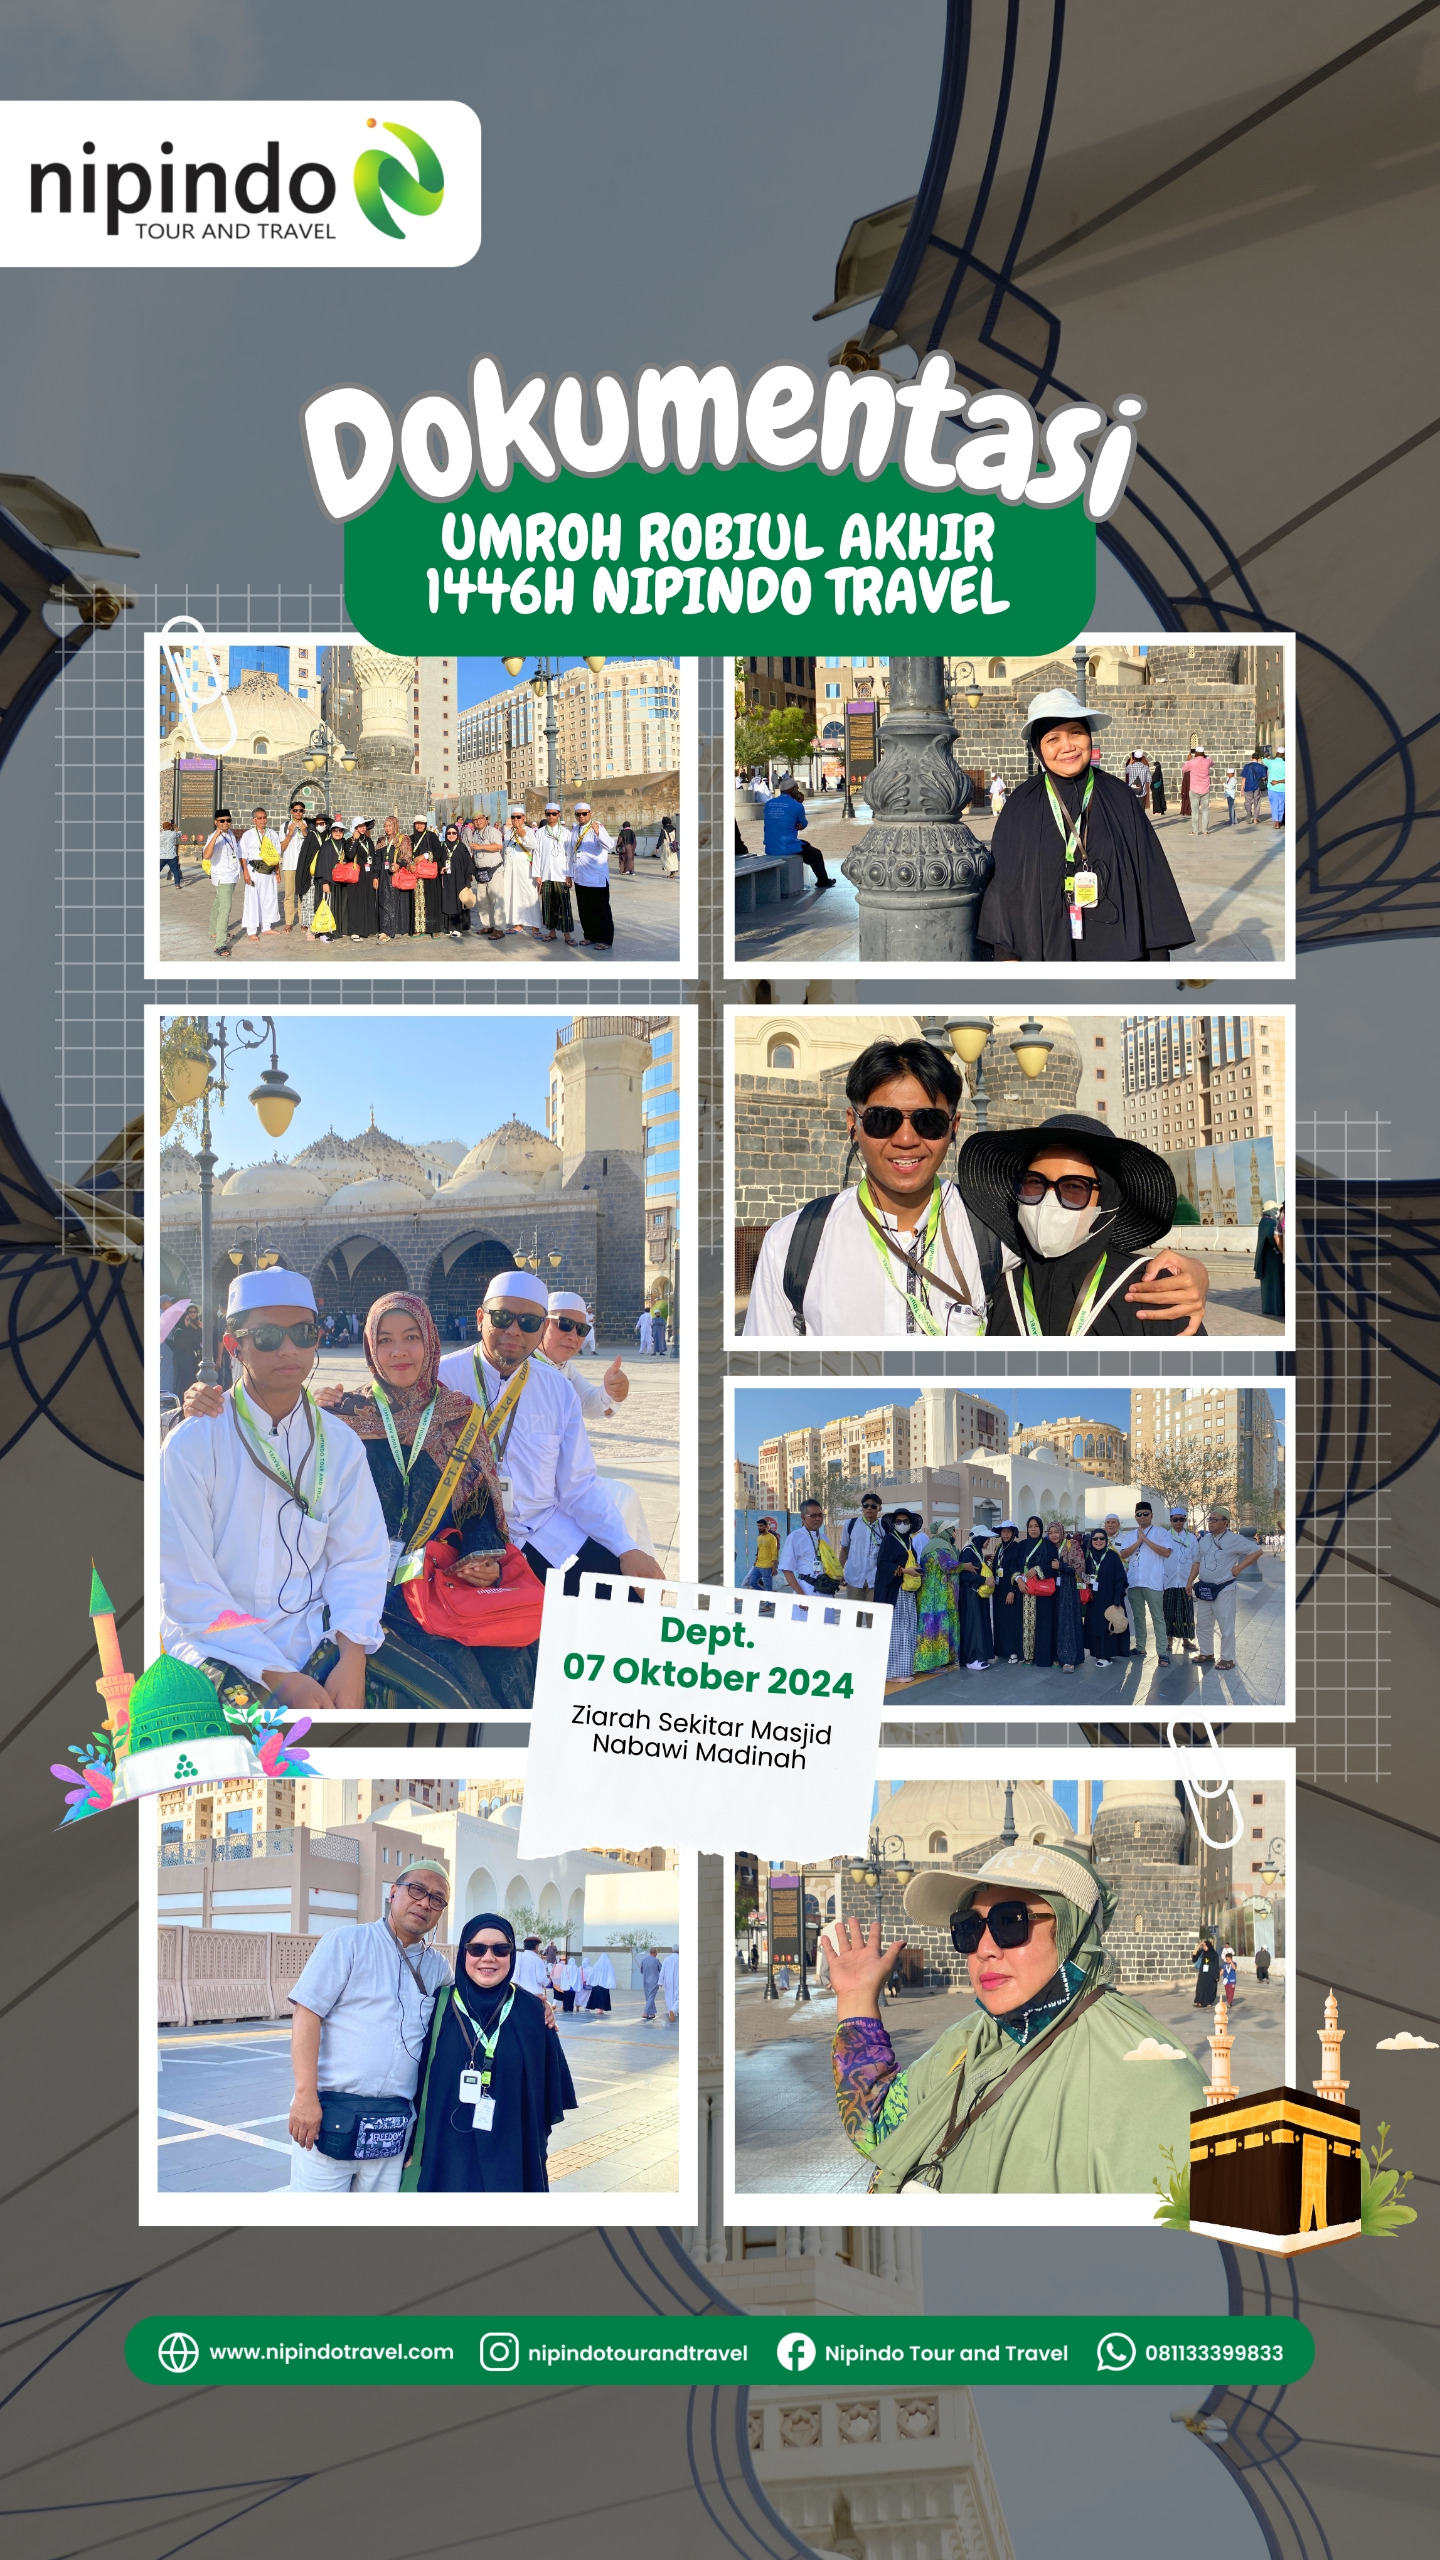 nipindo
TOUR AND TRAVEL
Dokumentasi
UMROH ROBIUL AKHIR
1446H NIPINDO TRAVEL
Dept.
07 Oktober 2024
Ziarah Sekitar Masjid
Nabawi Madinah
www.nipindotravel.com
nipindotourandtravel
Nipindo Tour and Travel
081133399833